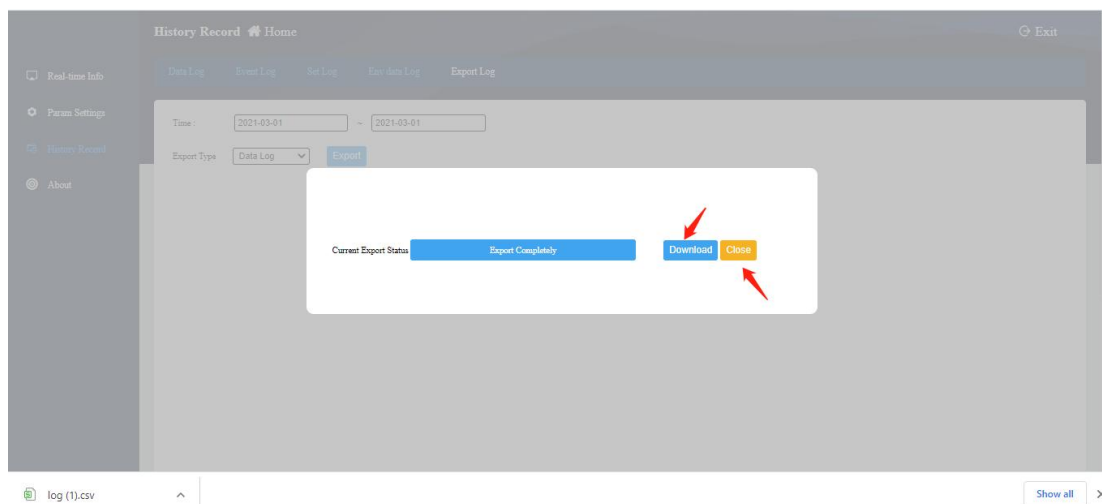 History Record Home
Exit
Real-time Info
Param Settings
History Record
About
Data Log Event Log Set Log Env data Log Export Log
Time : 2021-03-01 ~ 2021-03-01
Export Type Data Log Export
Current Export Status Export Completely Download Close
log (1).csv
Show all